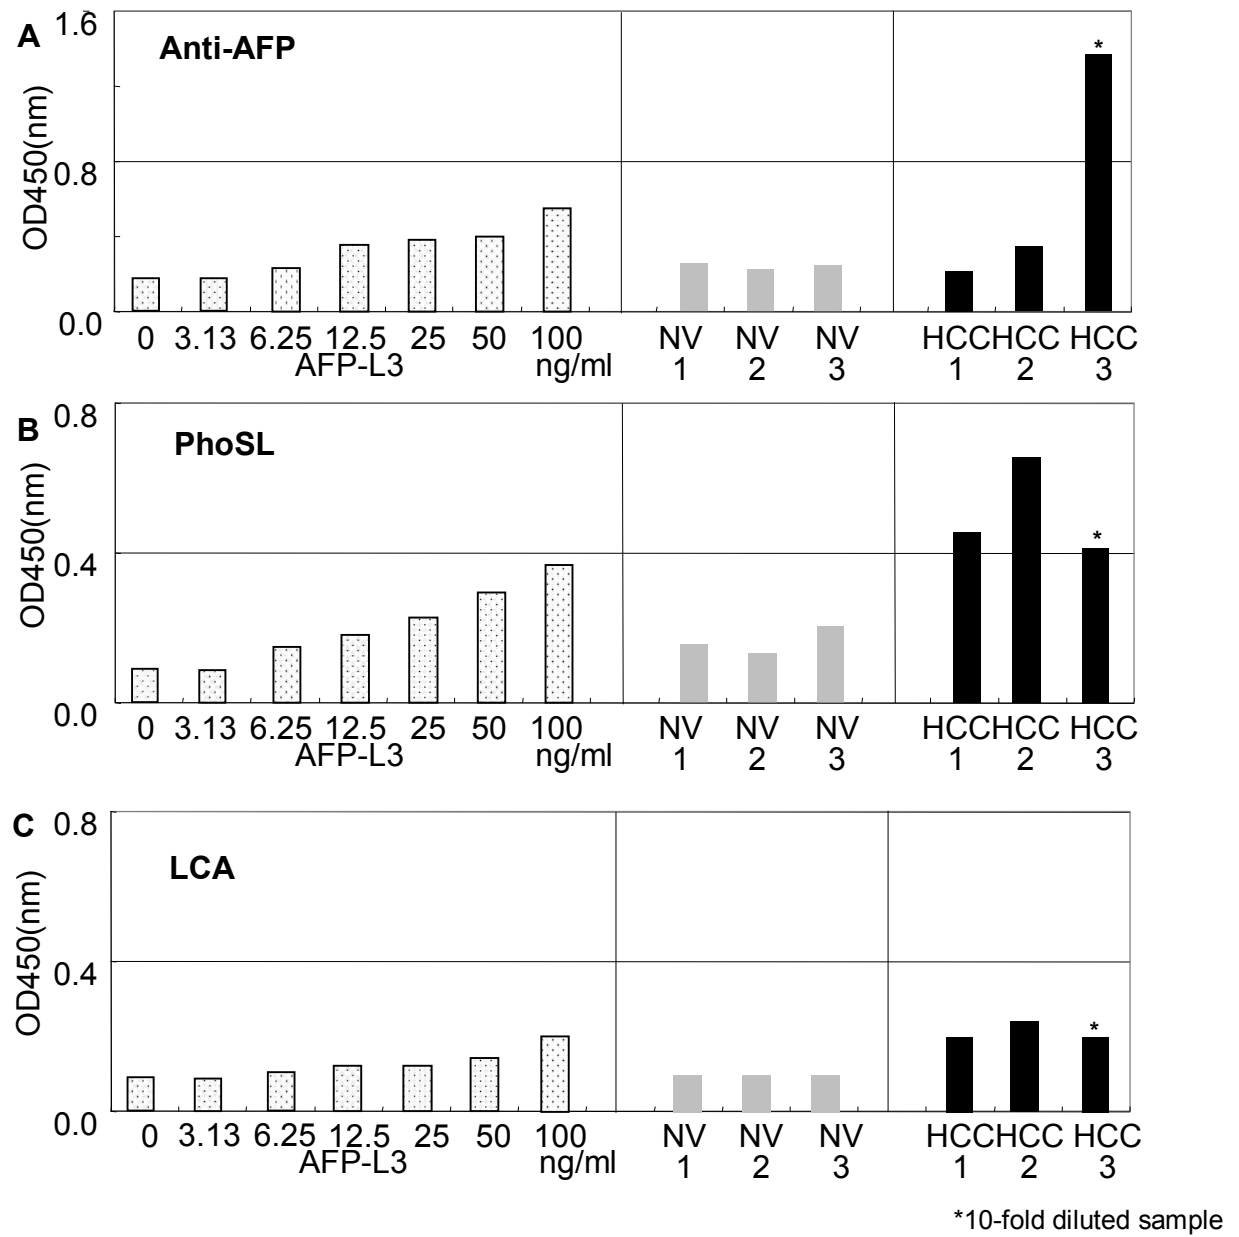 A
Anti-AFP
OD450(nm)
1.6
0.8
0.0
*
0 3.13 6.25 12.5 25 50 100 NV NV NV HCC HCC HCC
AFP-L3 ng/ml 1 2 3 1 2 3
B
PhoSL
OD450(nm)
0.8
0.4
0.0
*
0 3.13 6.25 12.5 25 50 100 NV NV NV HCC HCC HCC
AFP-L3 ng/ml 1 2 3 1 2 3
C
LCA
OD450(nm)
0.8
0.4
0.0
*
0 3.13 6.25 12.5 25 50 100 NV NV NV HCC HCC HCC
AFP-L3 ng/ml 1 2 3 1 2 3
*10-fold diluted sample